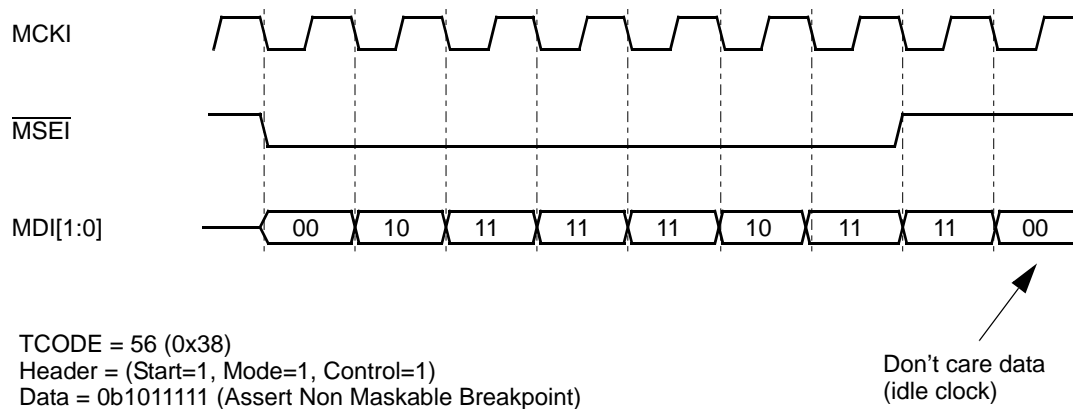 MCKI
MSEI
MDI[1:0]
00 10 11 11 11 10 11 11 00
TCODE = 56 (0x38)
Header = (Start=1, Mode=1, Control=1)
Data = 0b1011111 (Assert Non Maskable Breakpoint)
Don't care data
(idle clock)